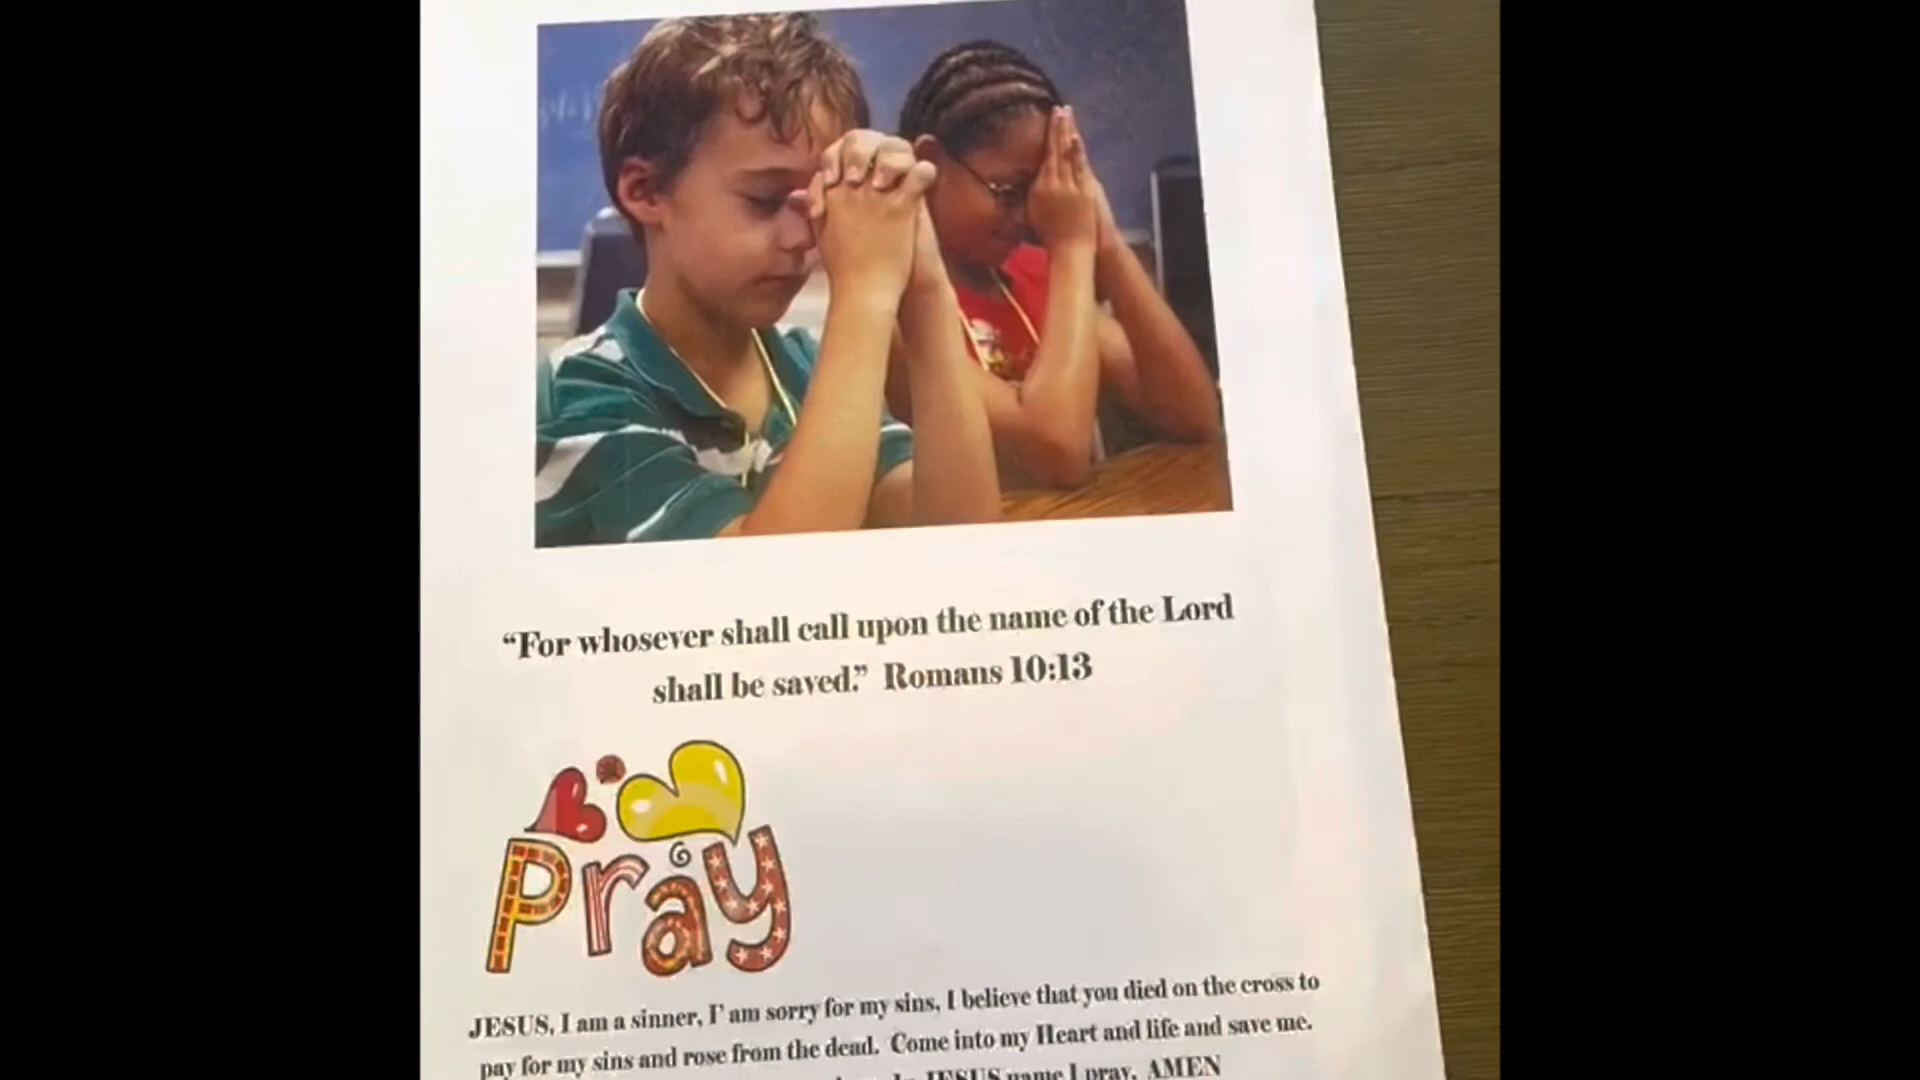 “For whosever shall call upon the name of the Lord
shall be saved.” Romans 10:13
Pray
JESUS, I am a sinner, I' am sorry for my sins, I believe that you died on the cross to
pay for my sins and rose from the dead. Come into my Heart and life and save me.
JESUS name I pray, AMEN